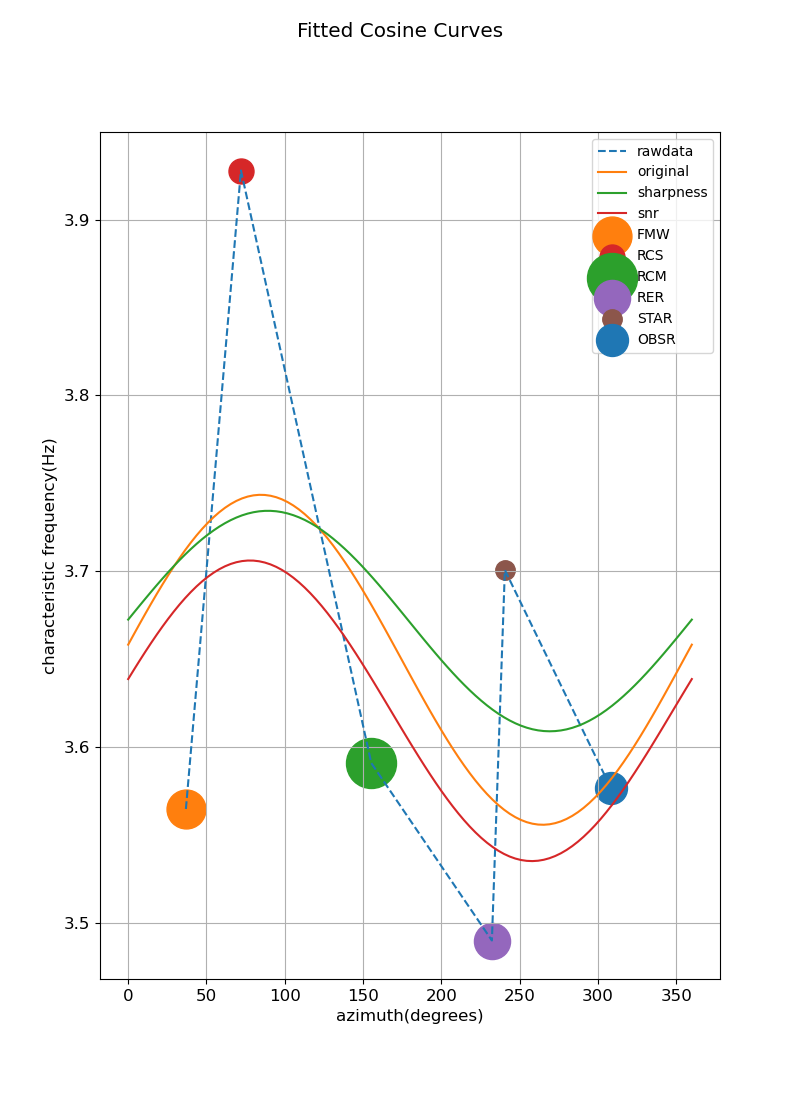 Fitted Cosine Curves
rawdata
original
sharpness
snr
FMW
RCS
RCM
RER
STAR
OBSR
3.9
3.8
3.7
3.6
3.5
characteristic frequency(Hz)
0 50 100 150 200 250 300 350
azimuth(degrees)